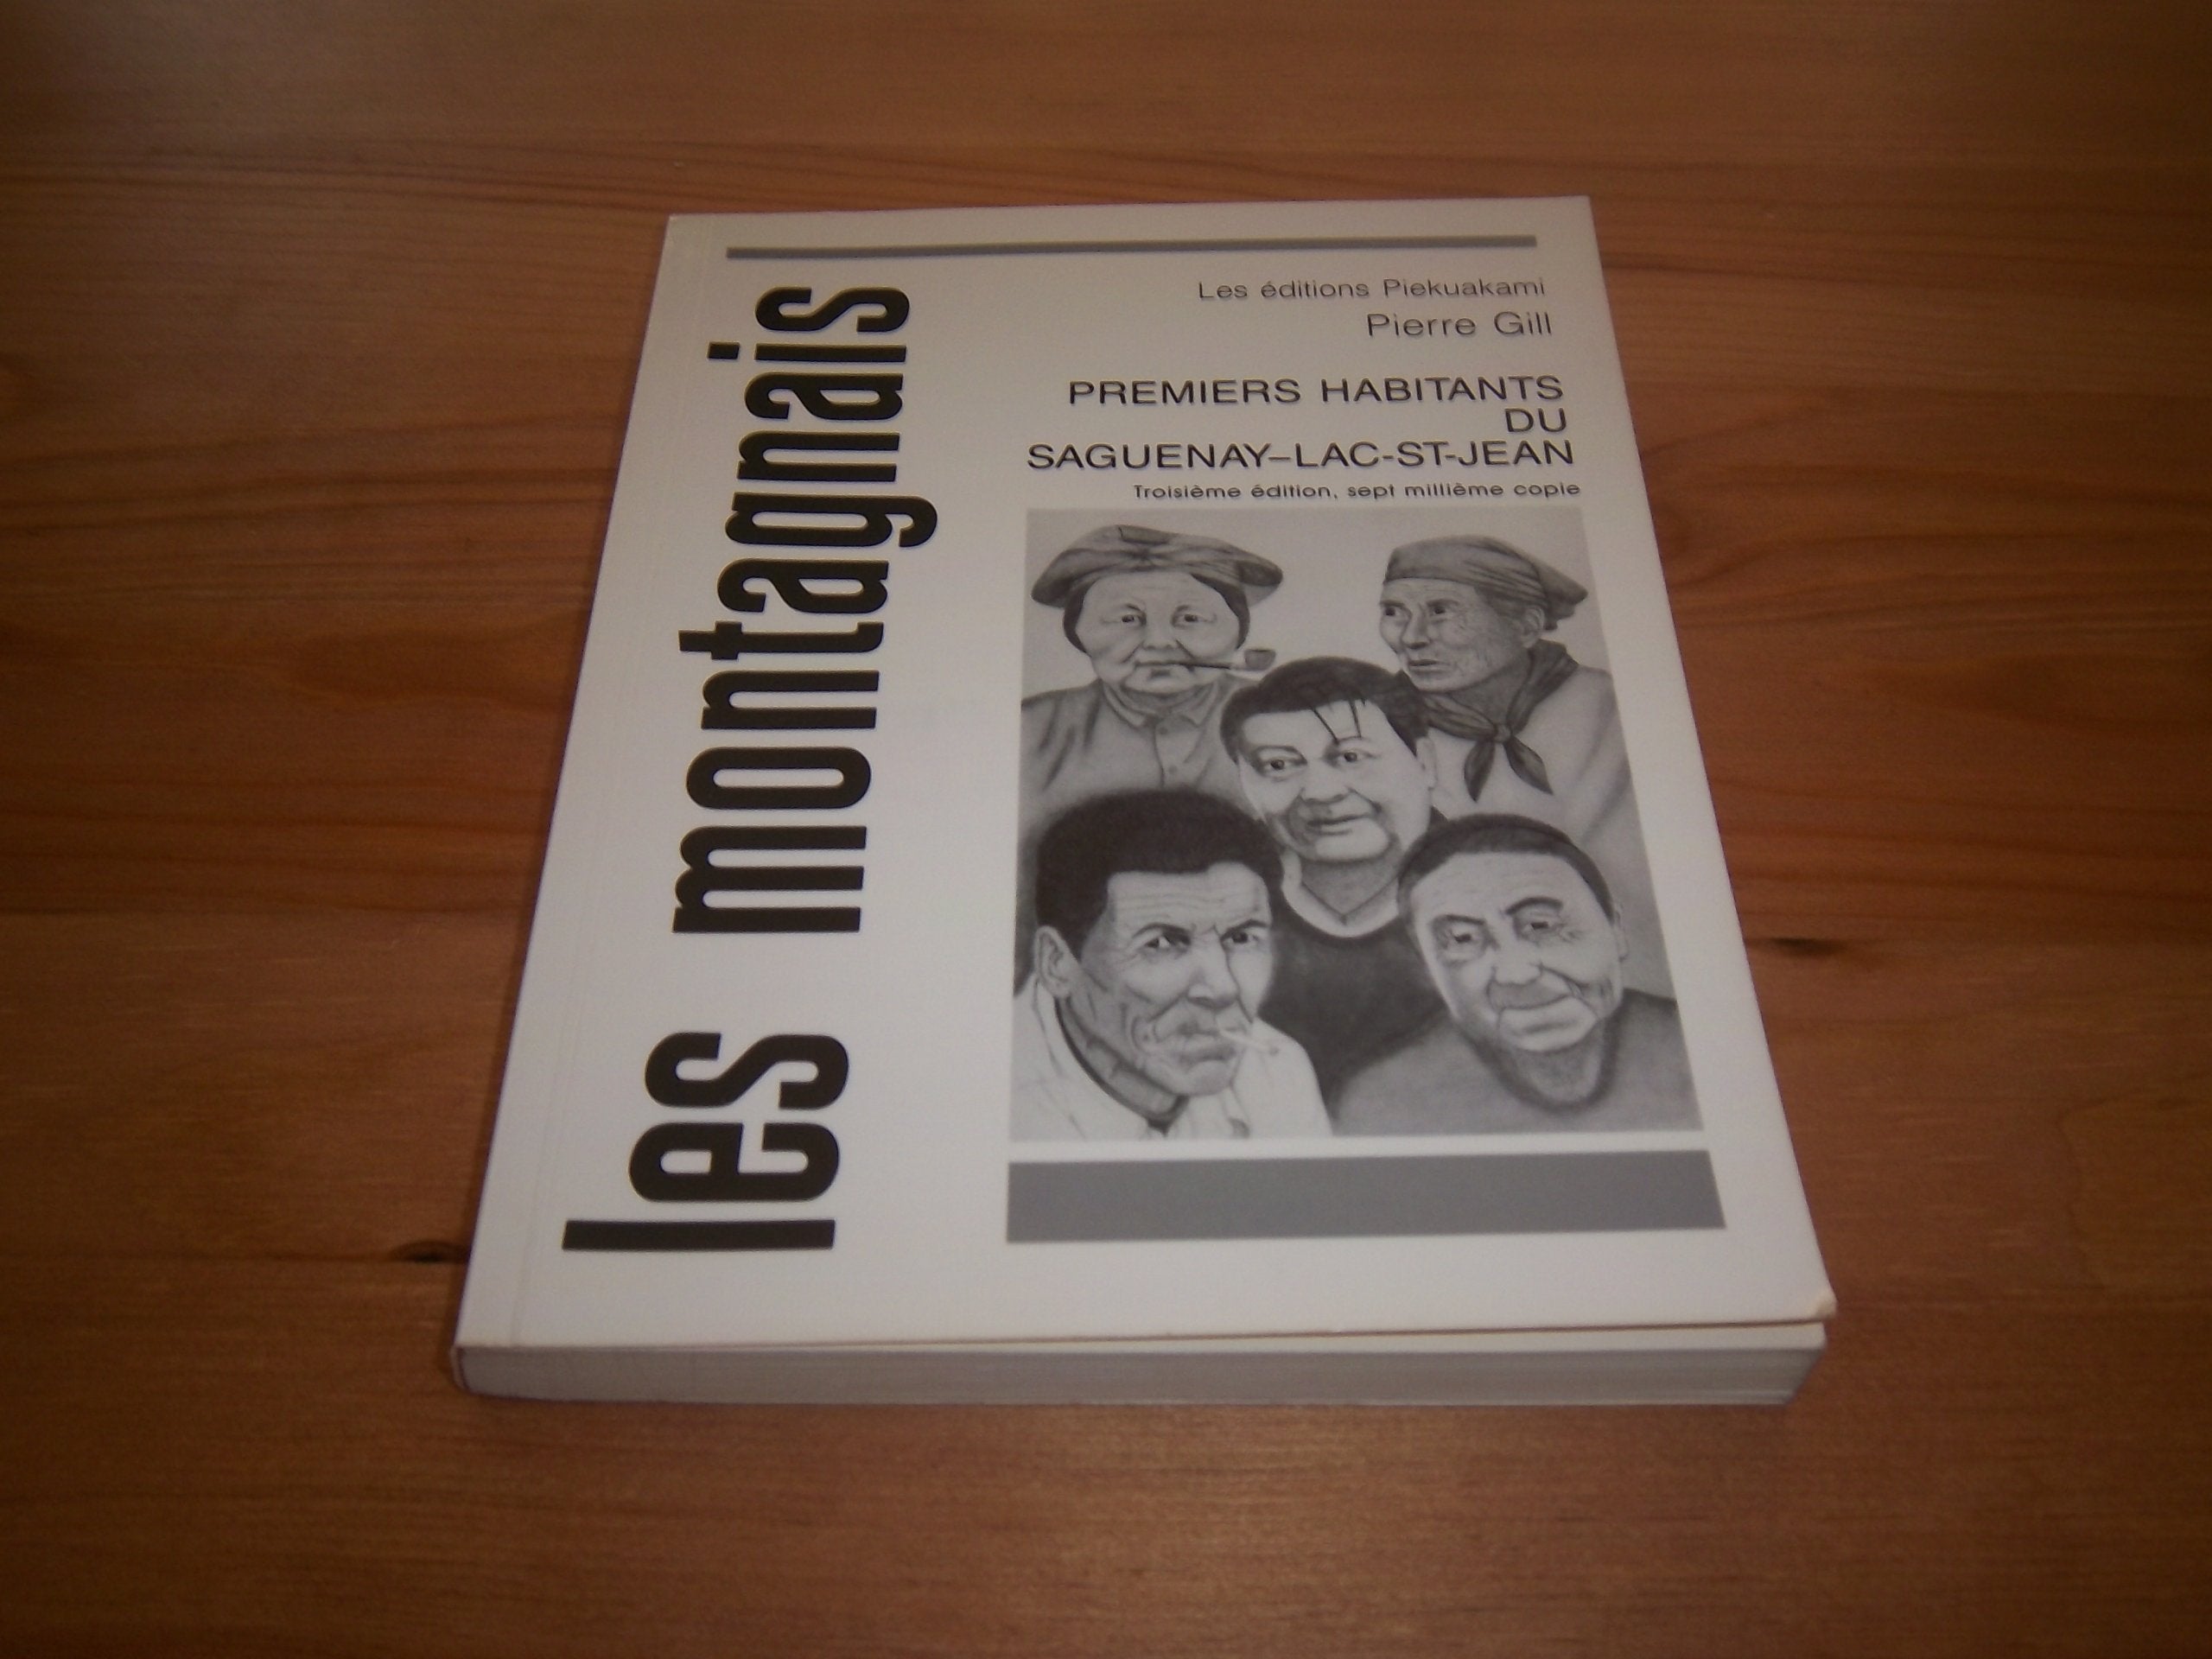 les montagnais
Les éditions Piekuakami
Pierre Gill
PREMIERS HABITANTS
DU
SAGUENAY–LAC-ST-JEAN
Troisième édition, sept millième copie